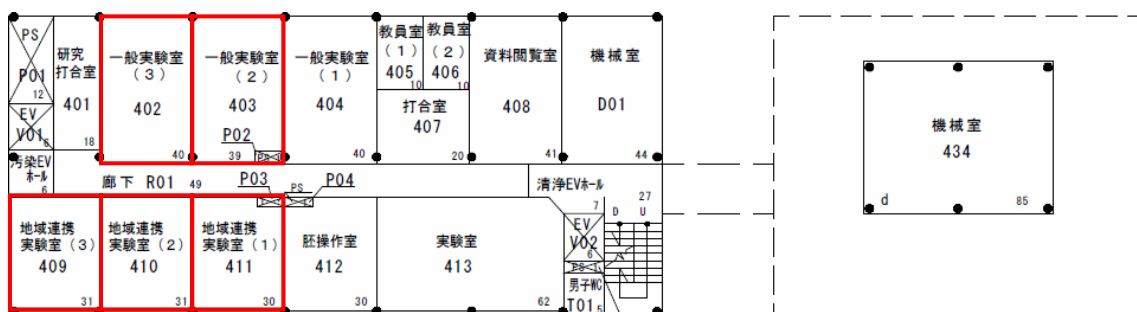 PS
P01
12
EV
V01
6
汚染EV
ホール
6
研究
打合室
401
18
一般実験室
(3)
402
40
一般実験室
(2)
403
39
P02
PS-1
一般実験室
(1)
404
40
教員室
(1)
405
10
教員室
(2)
406
10
打合室
407
20
資料閲覧室
408
41
機械室
D01
44
廊下 R01
49
P03
PS
P04
清浄EVホール
7
27
D U
地域連携
実験室(3)
409
31
地域連携
実験室(2)
410
31
地域連携
実験室(1)
411
30
胚操作室
412
30
実験室
413
62
EV
V02
6
PS-1
男子WC
T01
5
機械室
434
d
85